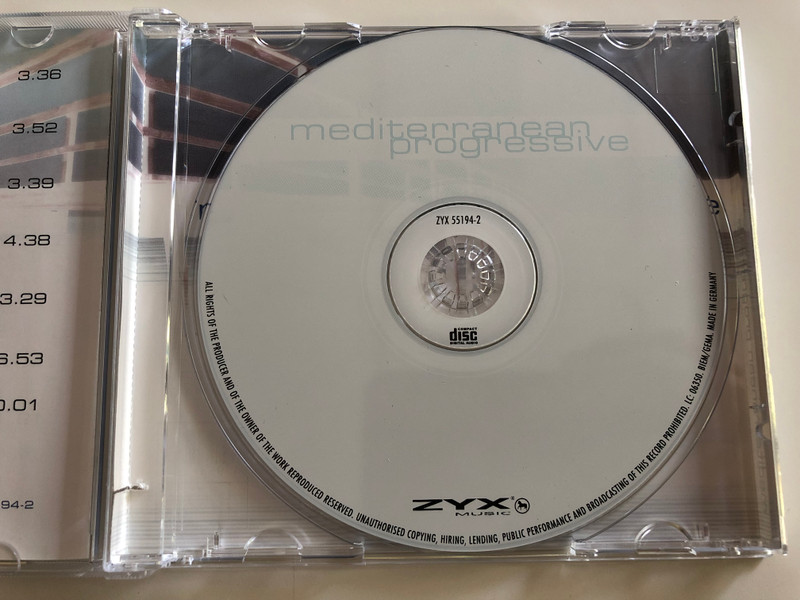 3.36
3.52
3.39
4.38
3.29
6.53
0.01
94-2
mediterranean
progressive
ZYX 55194-2
COMPACT
disc
DIGITAL AUDIO
ZYX
MUSIC
ALL RIGHTS OF THE PRODUCER AND OF THE OWNER OF THE WORK REPRODUCED RESERVED. UNAUTHORISED COPYING, HIRING, LENDING, PUBLIC PERFORMANCE AND BROADCASTING OF THIS RECORD PROHIBITED. LC: 06350. BIEM/GEMA. MADE IN GERMANY